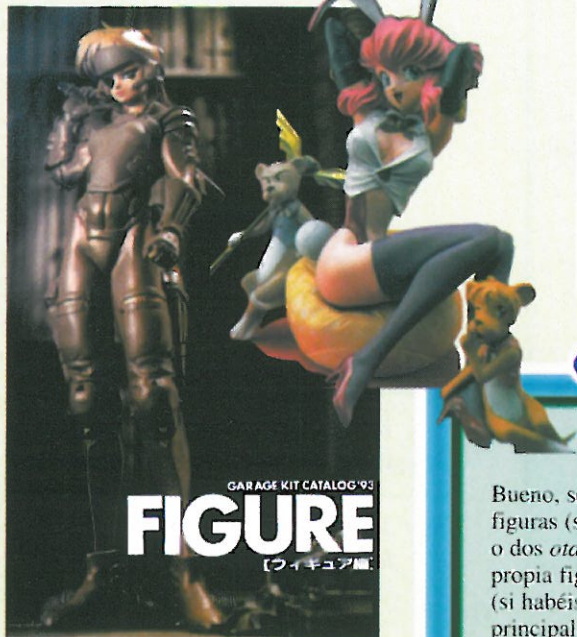 GARAGE KIT CATALOG'93
FIGURE
【フィギュア編】
Bueno, s
figuras (s
o dos ota
propia fig
(si habéis
principal